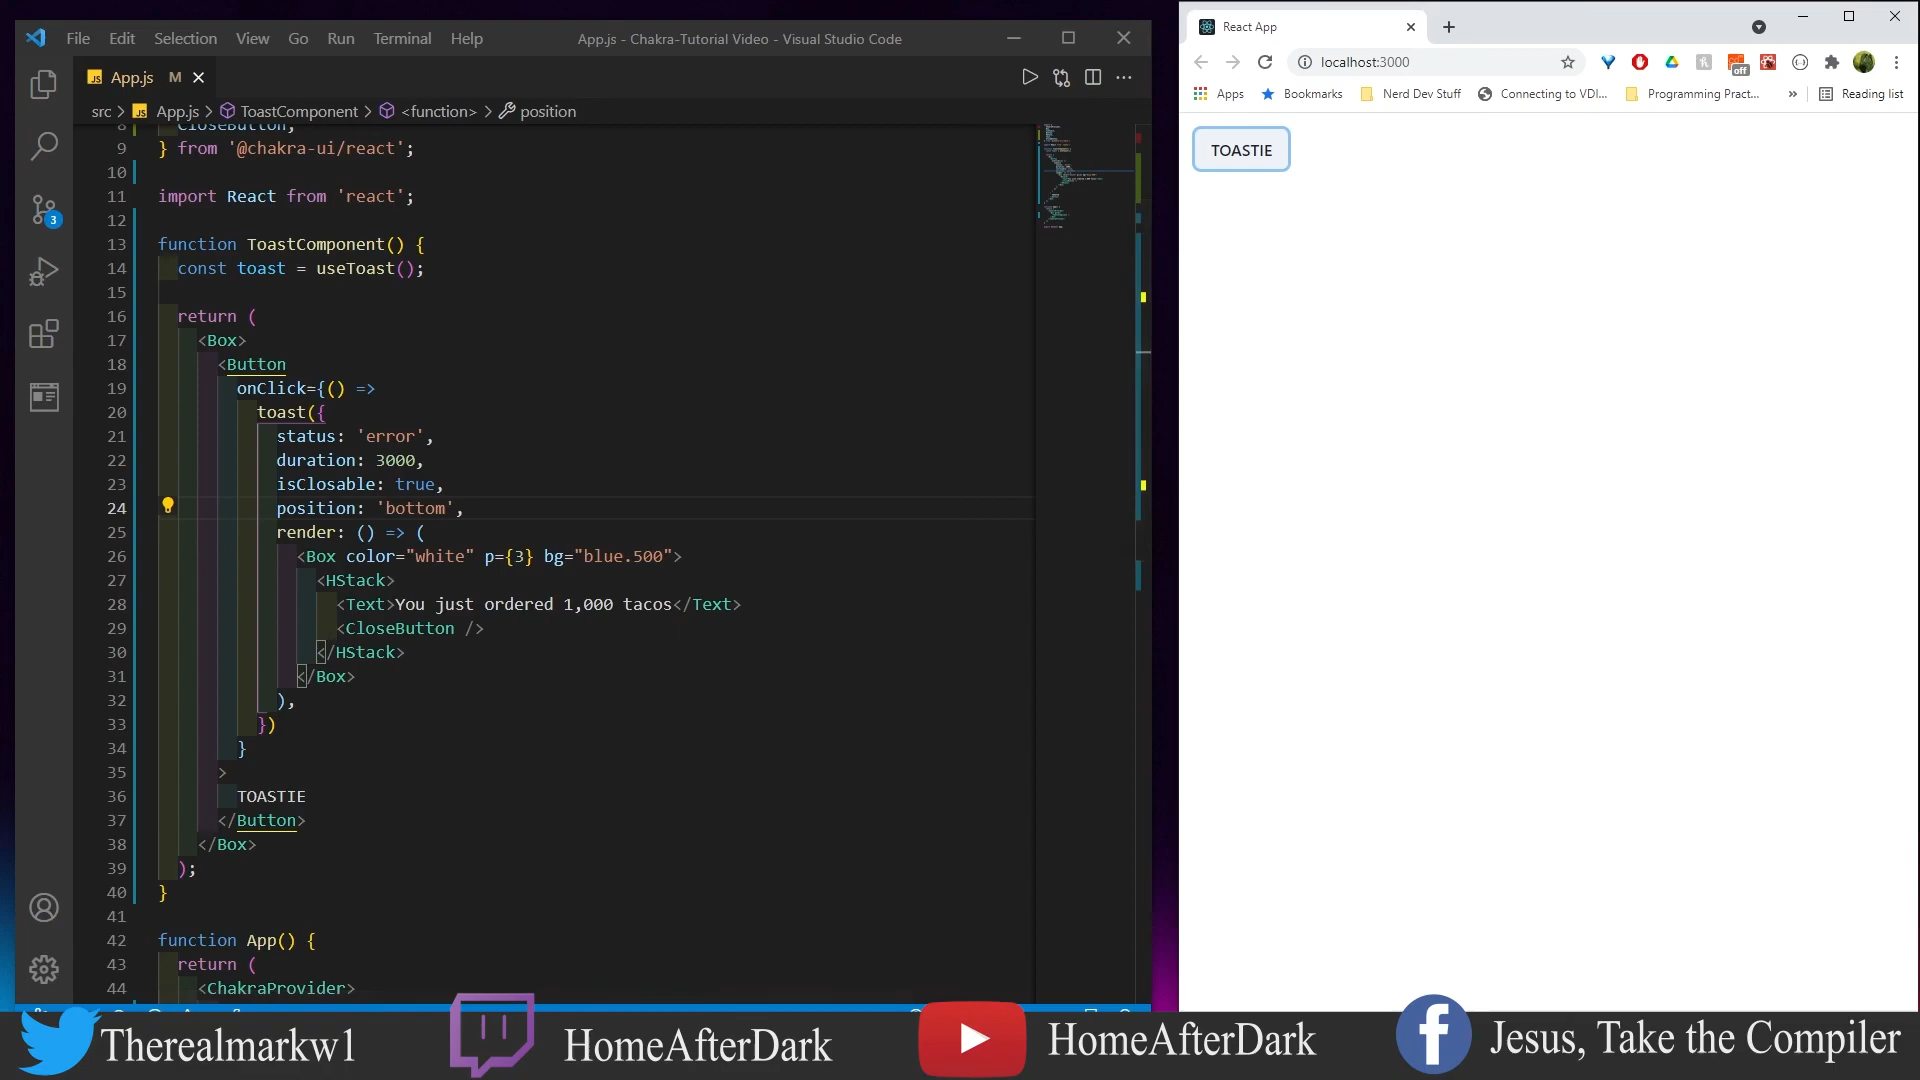 File Edit Selection View Go Run Terminal Help
App.js - Chakra-Tutorial Video - Visual Studio Code
JS App.js M
src > JS App.js > ToastComponent > <function> > position
8 CloseButton,
9 } from '@chakra-ui/react';
10
11 import React from 'react';
12
13 function ToastComponent() {
14 const toast = useToast();
15
16 return (
17 <Box>
18 <Button
19 onClick={() =>
20 toast({
21 status: 'error',
22 duration: 3000,
23 isClosable: true,
24 position: 'bottom',
25 render: () => (
26 <Box color="white" p={3} bg="blue.500">
27 <HStack>
28 <Text>You just ordered 1,000 tacos</Text>
29 <CloseButton />
30 </HStack>
31 </Box>
32 ),
33 })
34 }
35 >
36 TOASTIE
37 </Button>
38 </Box>
39 );
40 }
41
42 function App() {
43 return (
44 <ChakraProvider>
3
React App
localhost:3000
off
Apps Bookmarks Nerd Dev Stuff Connecting to VDI... Programming Pract... » Reading list
TOASTIE
Therealmarkw1
HomeAfterDark
HomeAfterDark
Jesus, Take the Compiler